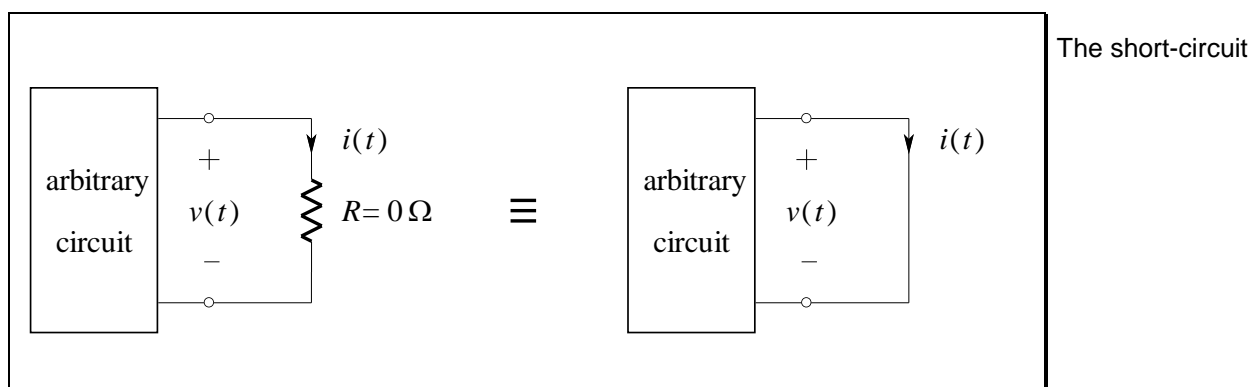 The short-circuit
i(t)
+
arbitrary
circuit
v(t)
R= 0 Ω
−
≡
i(t)
+
arbitrary
circuit
v(t)
−